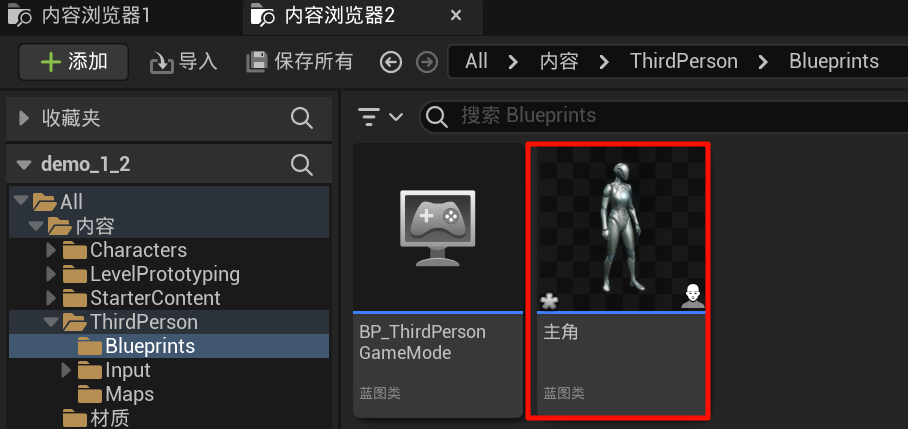 内容浏览器1
内容浏览器2
添加
导入
保存所有
All
内容
ThirdPerson
Blueprints
收藏夹
搜索 Blueprints
demo_1_2
All
内容
Characters
LevelPrototyping
StarterContent
ThirdPerson
Blueprints
Input
Maps
材质
BP_ThirdPerson
GameMode
蓝图类
主角
蓝图类